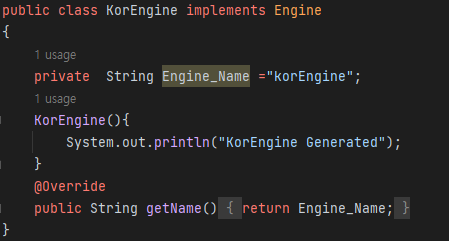 public class KorEngine implements Engine
{
1 usage
private  String Engine_Name ="korEngine";
1 usage
KorEngine(){
System.out.println("KorEngine Generated");
}
@Override
public String getName() { return Engine_Name; }
}